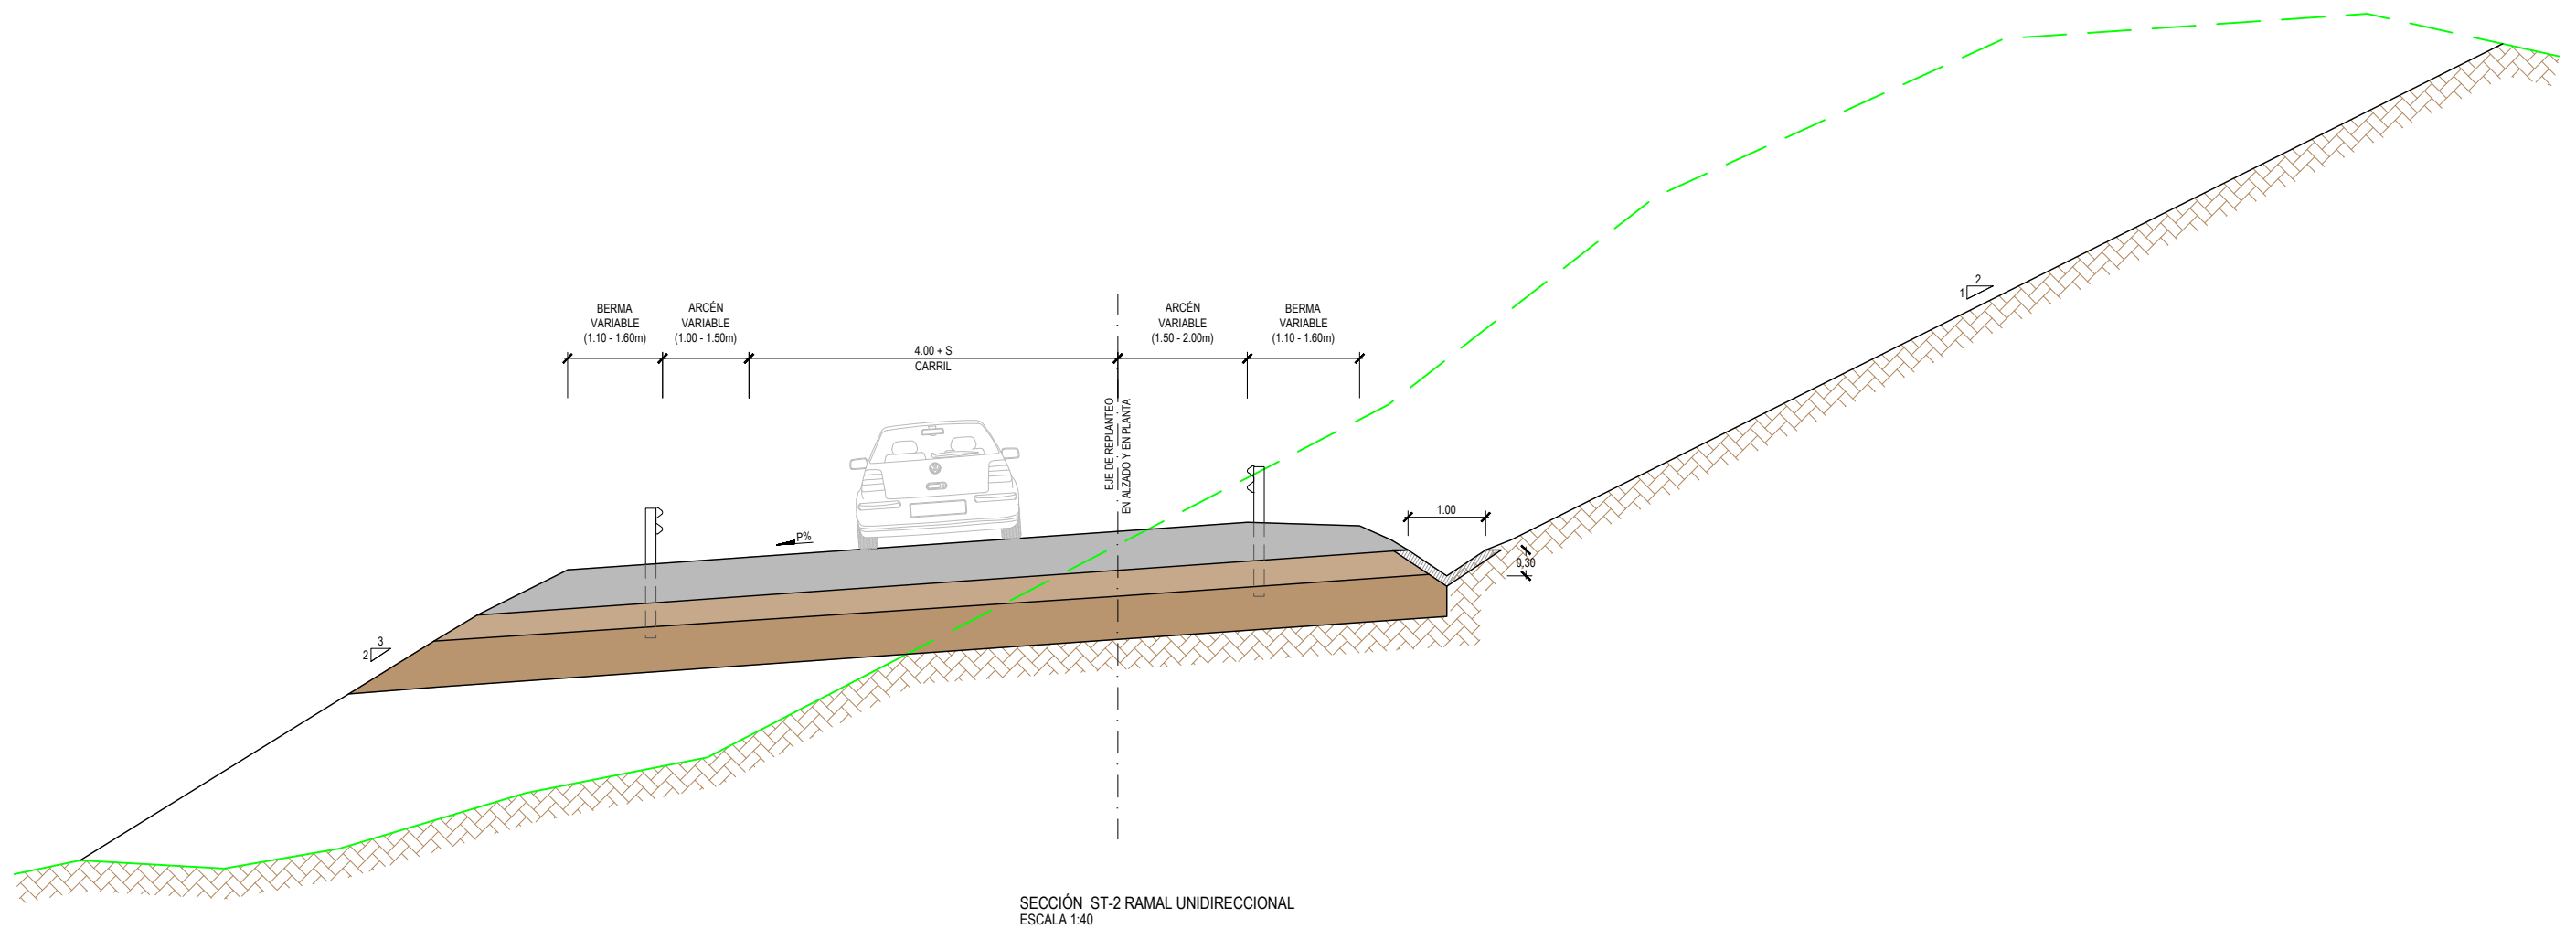 BERMA
VARIABLE
(1.10 - 1.60m)
ARCÉN
VARIABLE
(1.00 - 1.50m)
4.00 + S
CARRIL
ARCÉN
VARIABLE
(1.50 - 2.00m)
BERMA
VARIABLE
(1.10 - 1.60m)
2
1
EJE DE REPLANTEO
EN ALZADO Y EN PLANTA
P%
1.00
0,30
3
2
SECCIÓN ST-2 RAMAL UNIDIRECCIONAL
ESCALA 1:40